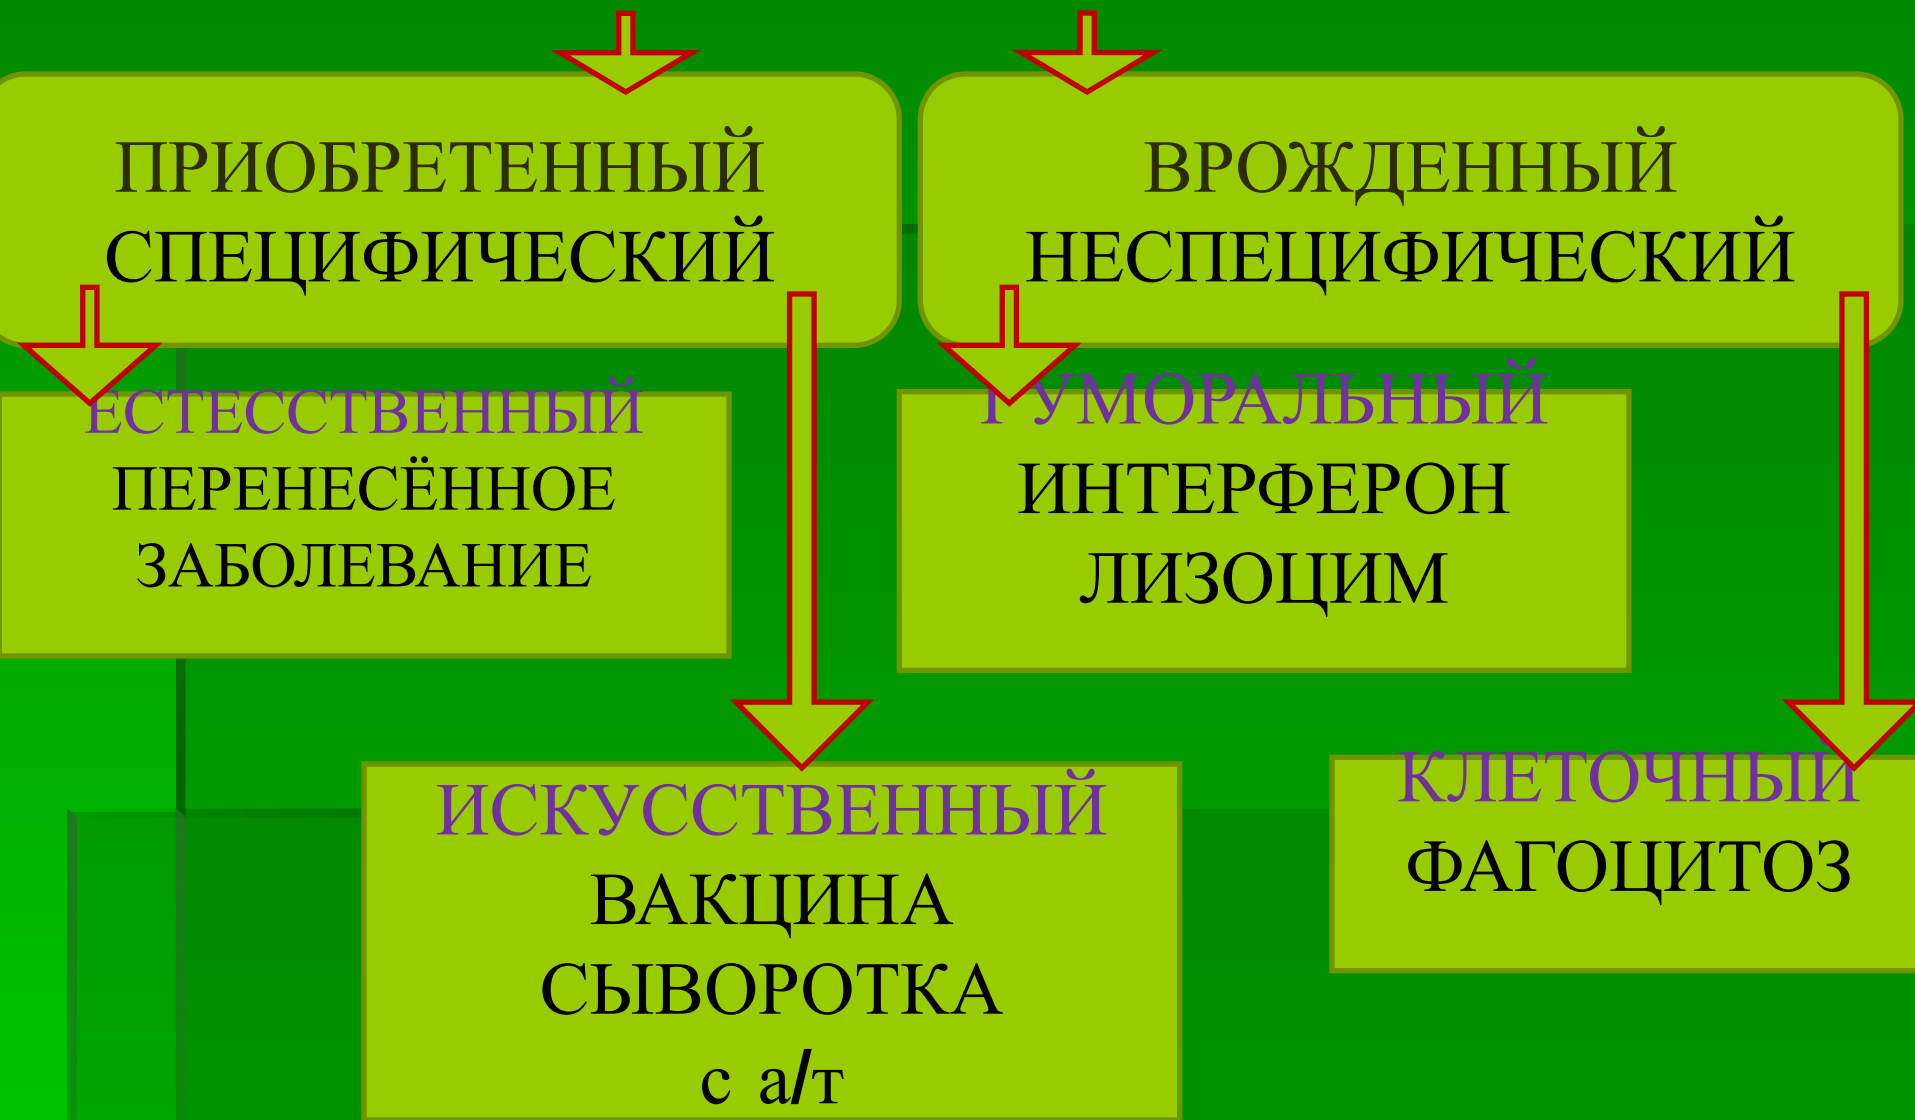 ПРИОБРЕТЕННЫЙ
СПЕЦИФИЧЕСКИЙ
ВРОЖДЕННЫЙ
НЕСПЕЦИФИЧЕСКИЙ
ЕСТЕССТВЕННЫЙ
ПЕРЕНЕСЁННОЕ
ЗАБОЛЕВАНИЕ
ГУМОРАЛЬНЫЙ
ИНТЕРФЕРОН
ЛИЗОЦИМ
ИСКУССТВЕННЫЙ
ВАКЦИНА
СЫВОРОТКА
с а/т
КЛЕТОЧНЫЙ
ФАГОЦИТОЗ